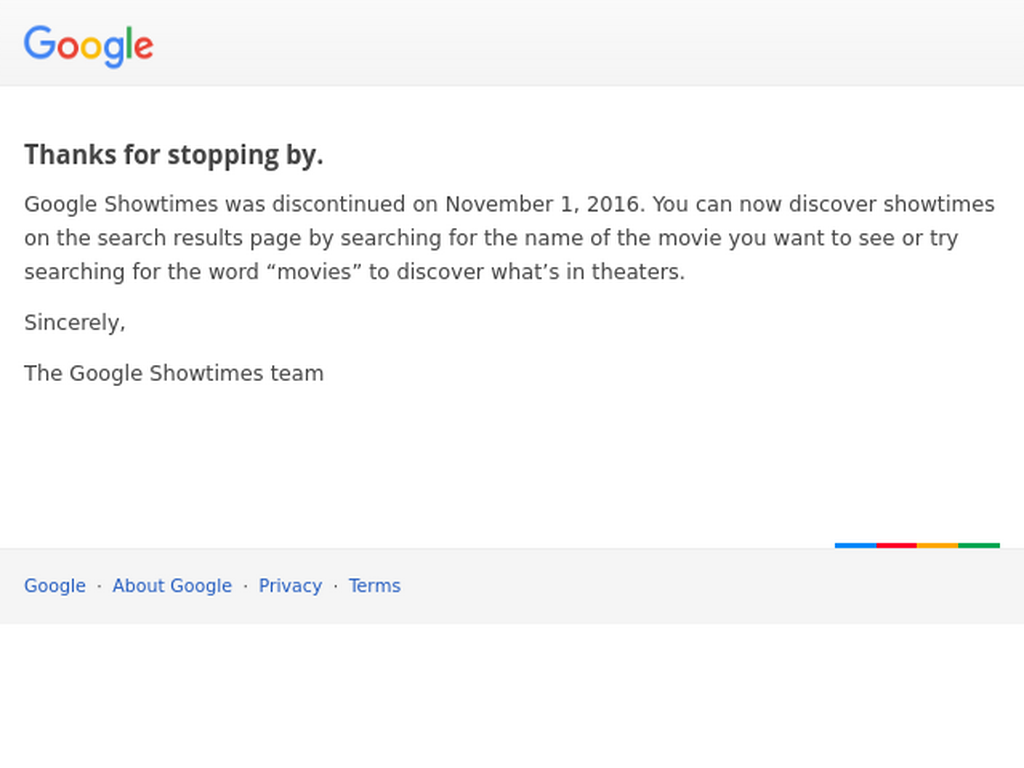 Google
Thanks for stopping by.
Google Showtimes was discontinued on November 1, 2016. You can now discover showtimes
on the search results page by searching for the name of the movie you want to see or try
searching for the word “movies” to discover what’s in theaters.
Sincerely,
The Google Showtimes team
Google · About Google · Privacy · Terms